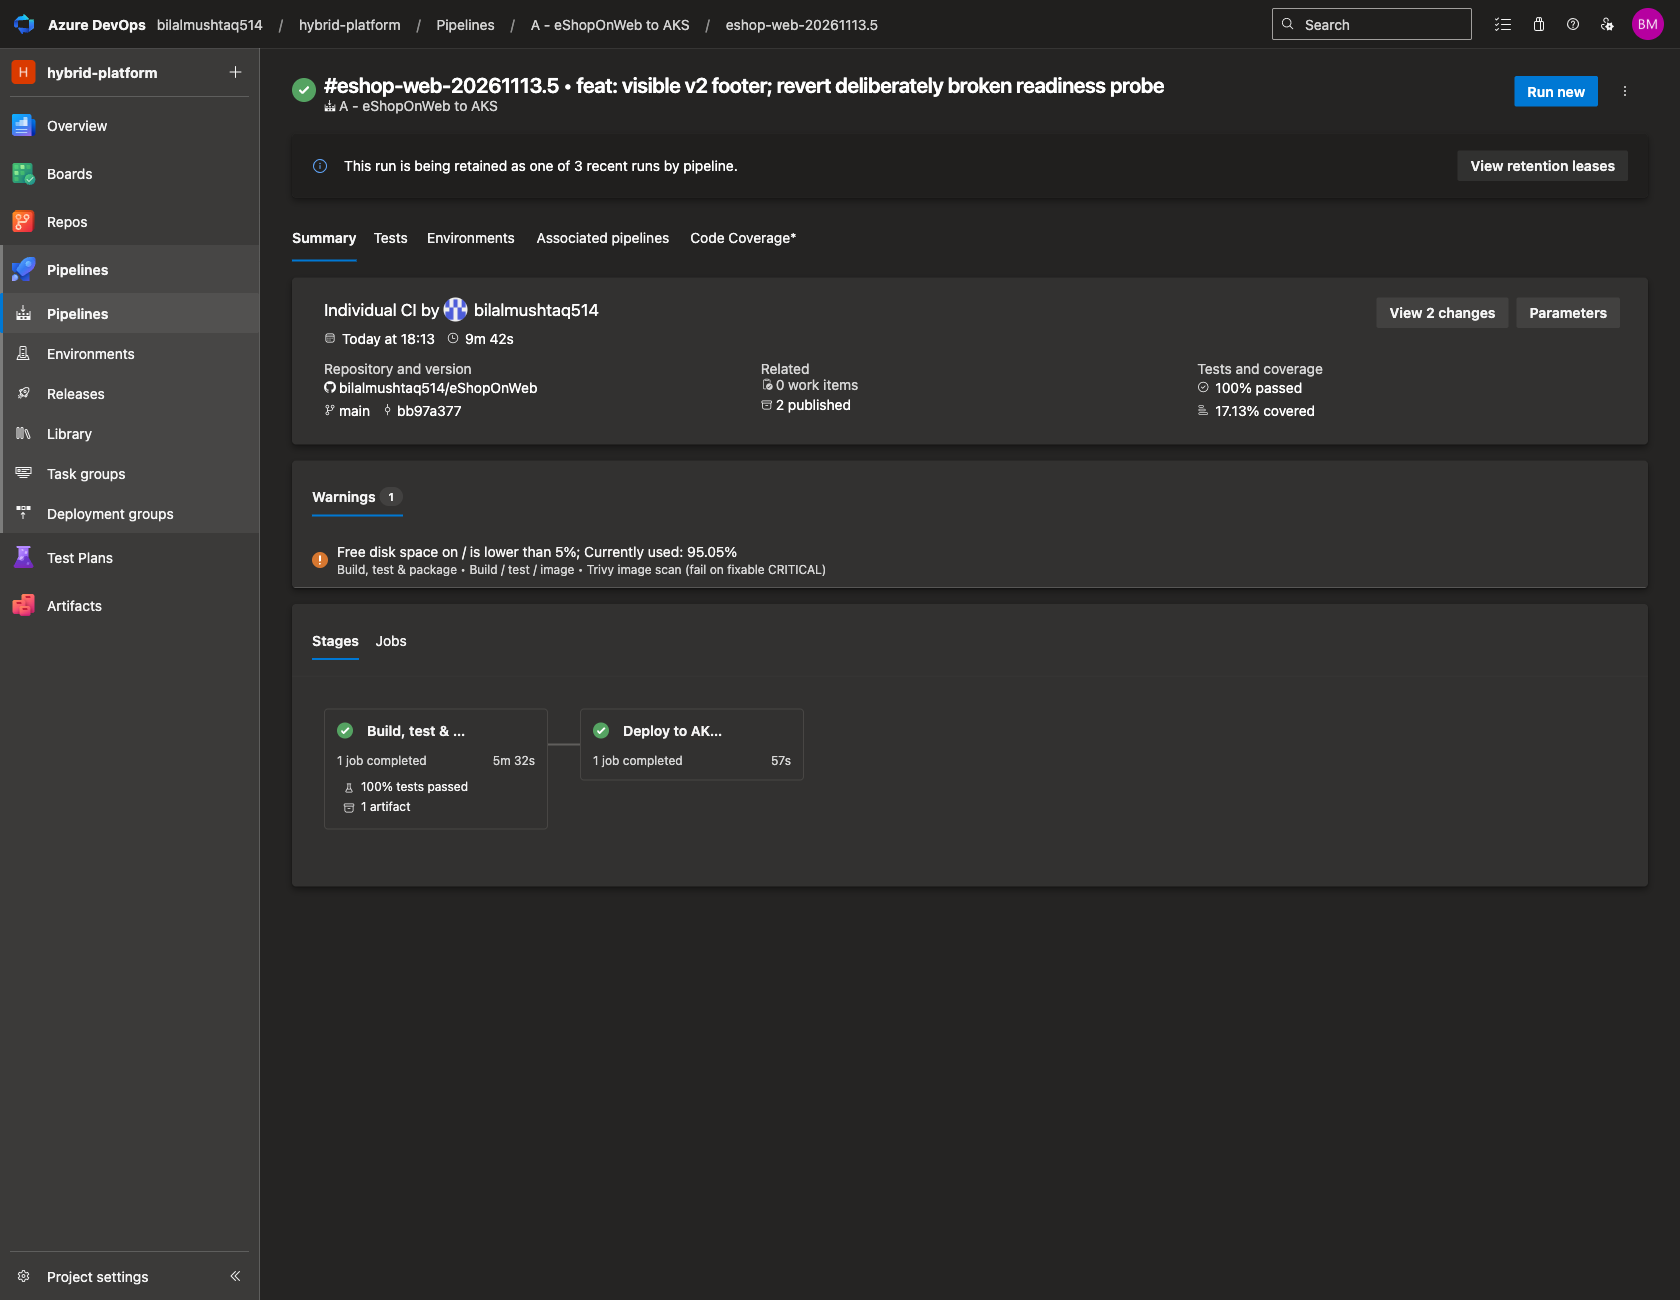 Azure DevOps bilalmushtaq514 / hybrid-platform / Pipelines / A - eShopOnWeb to AKS / eshop-web-20261113.5
Search
BM
H hybrid-platform
Overview
Boards
Repos
Pipelines
Pipelines
Environments
Releases
Library
Task groups
Deployment groups
Test Plans
Artifacts
Project settings
#eshop-web-20261113.5 • feat: visible v2 footer; revert deliberately broken readiness probe
A - eShopOnWeb to AKS
Run new
This run is being retained as one of 3 recent runs by pipeline.
View retention leases
Summary Tests Environments Associated pipelines Code Coverage*
Individual CI by bilalmushtaq514
View 2 changes Parameters
Today at 18:13 9m 42s
Repository and version
bilalmushtaq514/eShopOnWeb
main bb97a377
Related
0 work items
2 published
Tests and coverage
100% passed
17.13% covered
Warnings 1
Free disk space on / is lower than 5%; Currently used: 95.05%
Build, test & package • Build / test / image • Trivy image scan (fail on fixable CRITICAL)
Stages Jobs
Build, test & ...
1 job completed 5m 32s
100% tests passed
1 artifact
Deploy to AK...
1 job completed 57s